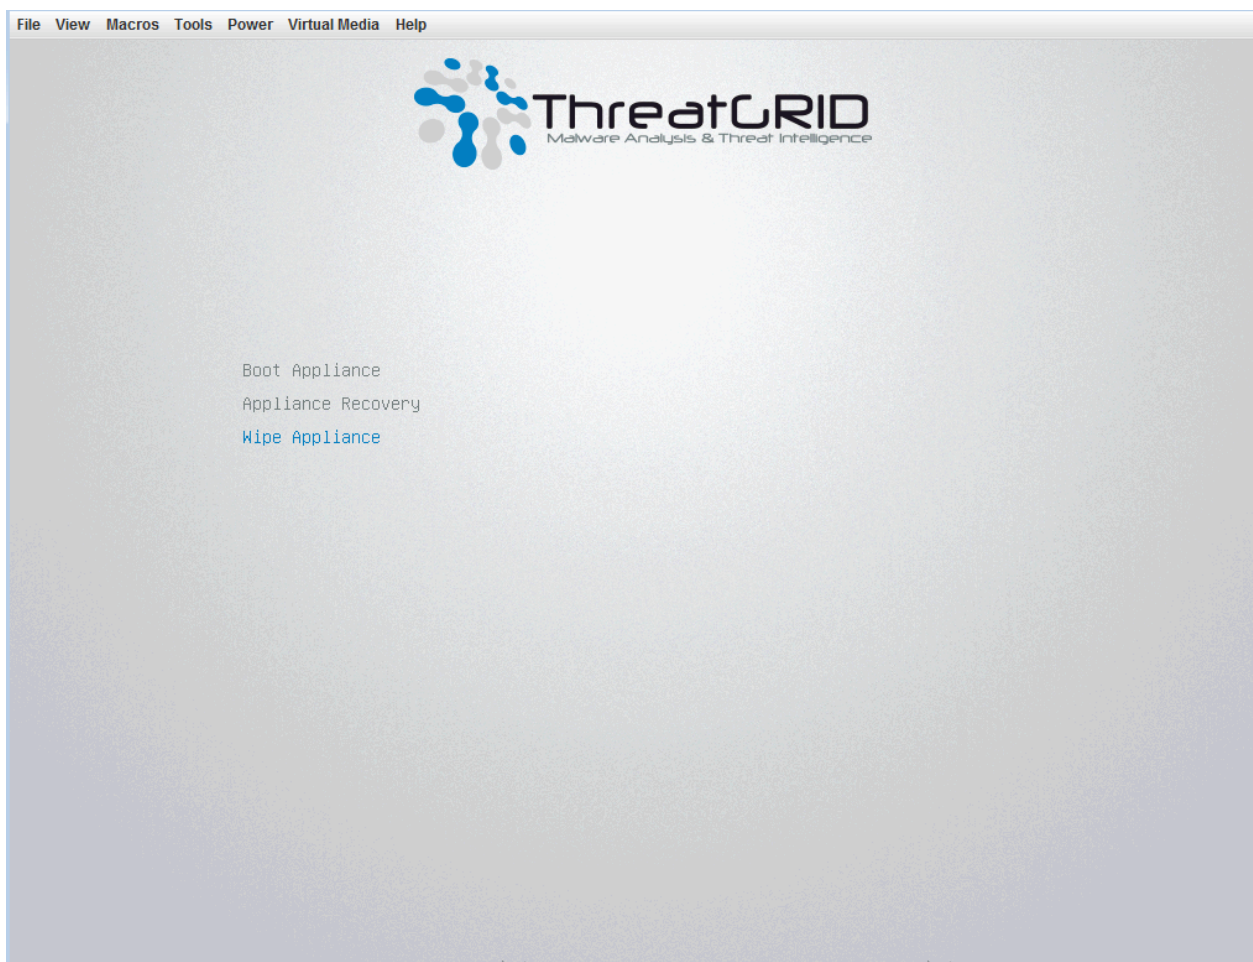 File View Macros Tools Power Virtual Media Help
ThreatGRID
Malware Analysis & Threat Intelligence
Boot Appliance
Appliance Recovery
Wipe Appliance